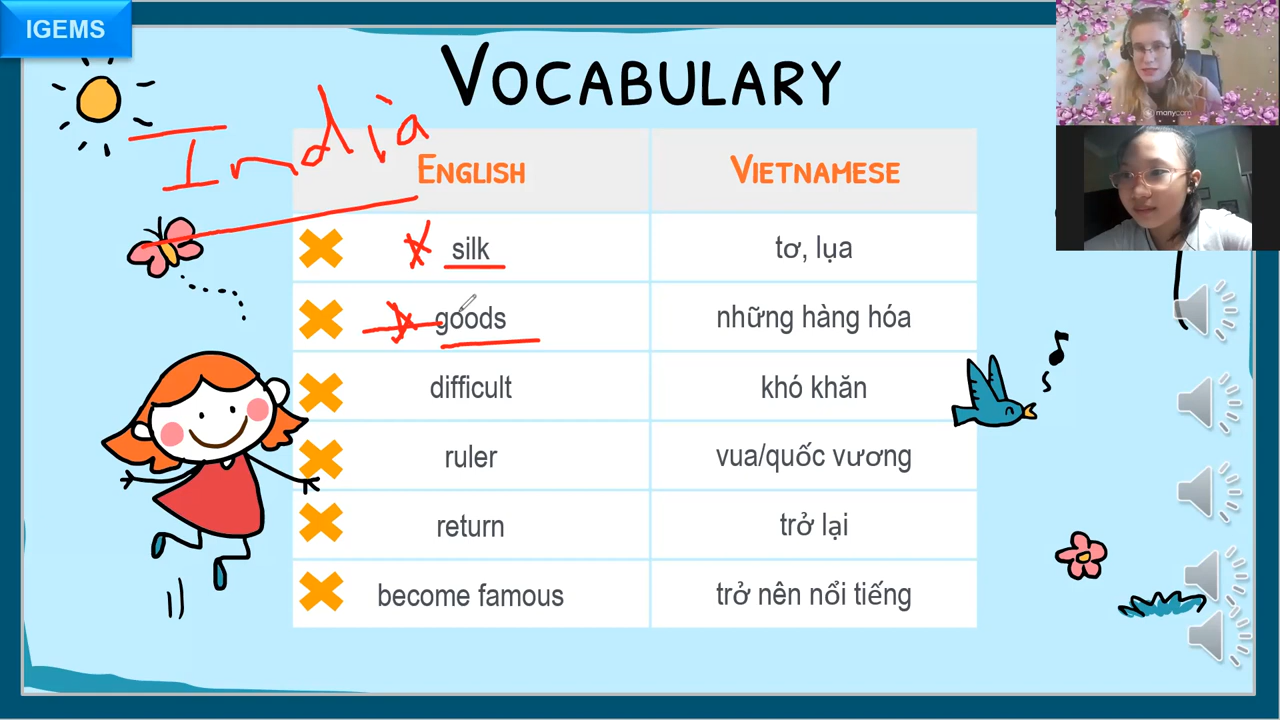 IGEMS
VOCABULARY
India
ENGLISH VIETNAMESE
silk tơ, lụa
goods những hàng hóa
difficult khó khăn
ruler vua/quốc vương
return trở lại
become famous trở nên nổi tiếng
manycam